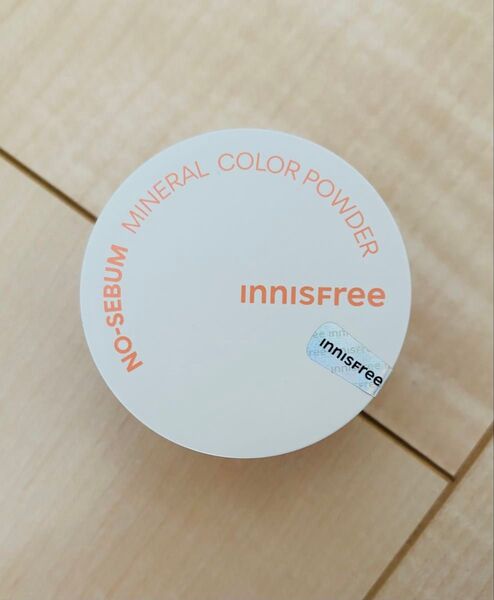 NO-SEBUM MINERAL COLOR POWDER
INNISFree
INNISFree